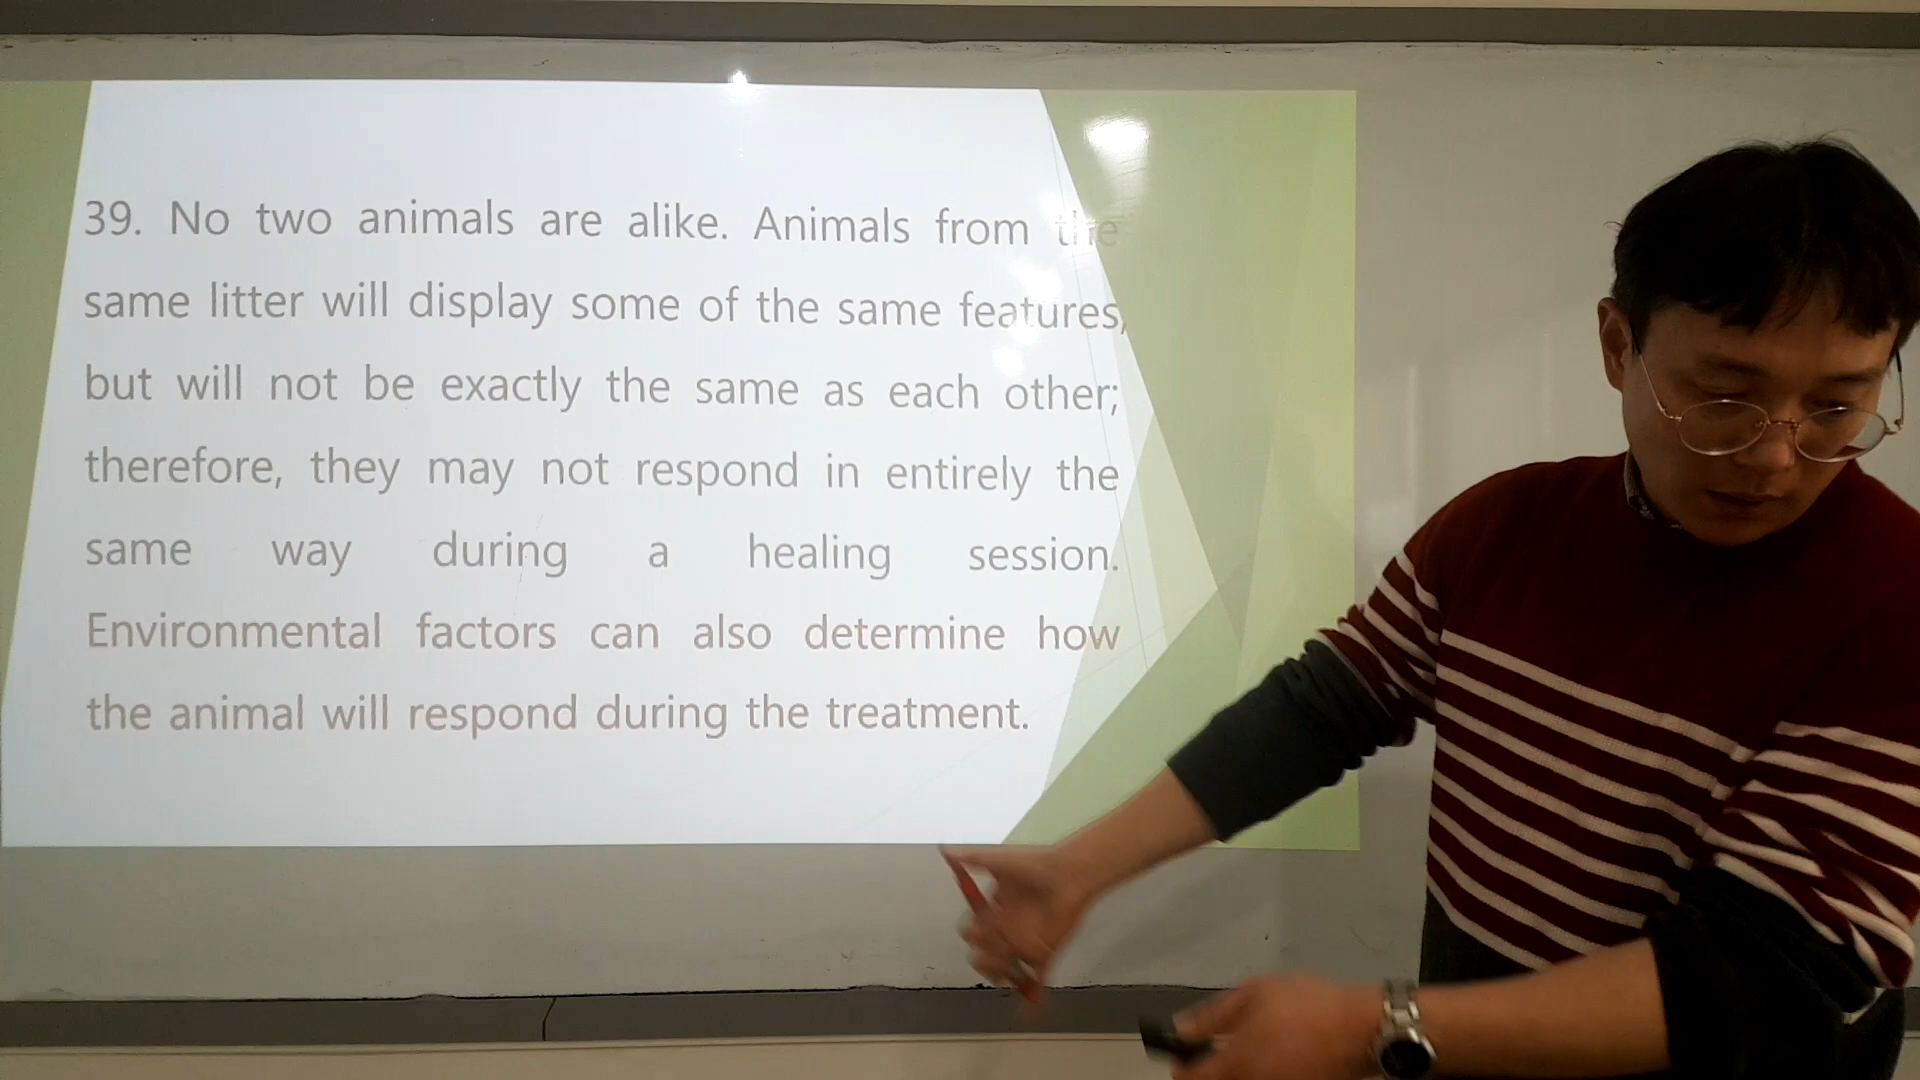 39. No two animals are alike. Animals from the
same litter will display some of the same features,
but will not be exactly the same as each other;
therefore, they may not respond in entirely the
same way during a healing session.
Environmental factors can also determine how
the animal will respond during the treatment.